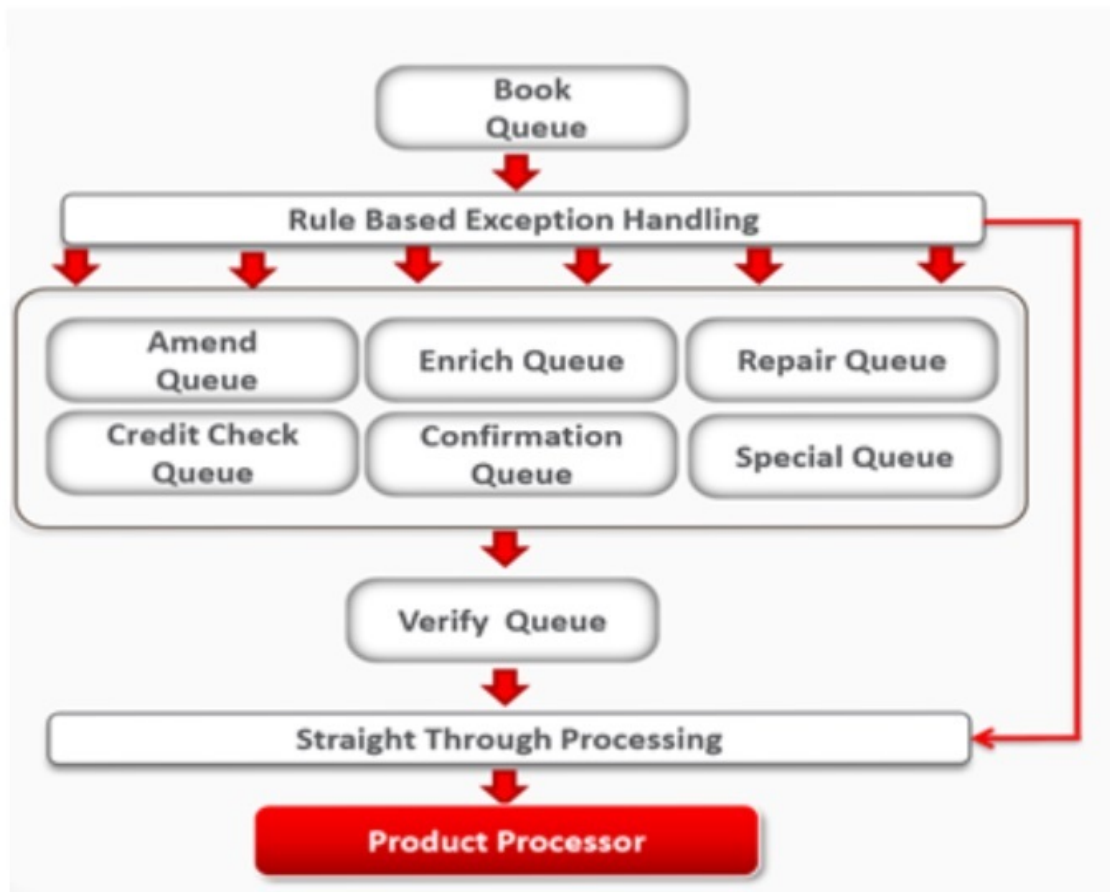 Book
Queue
Rule Based Exception Handling
Amend
Queue
Enrich Queue
Repair Queue
Credit Check
Queue
Confirmation
Queue
Special Queue
Verify Queue
Straight Through Processing
Product Processor